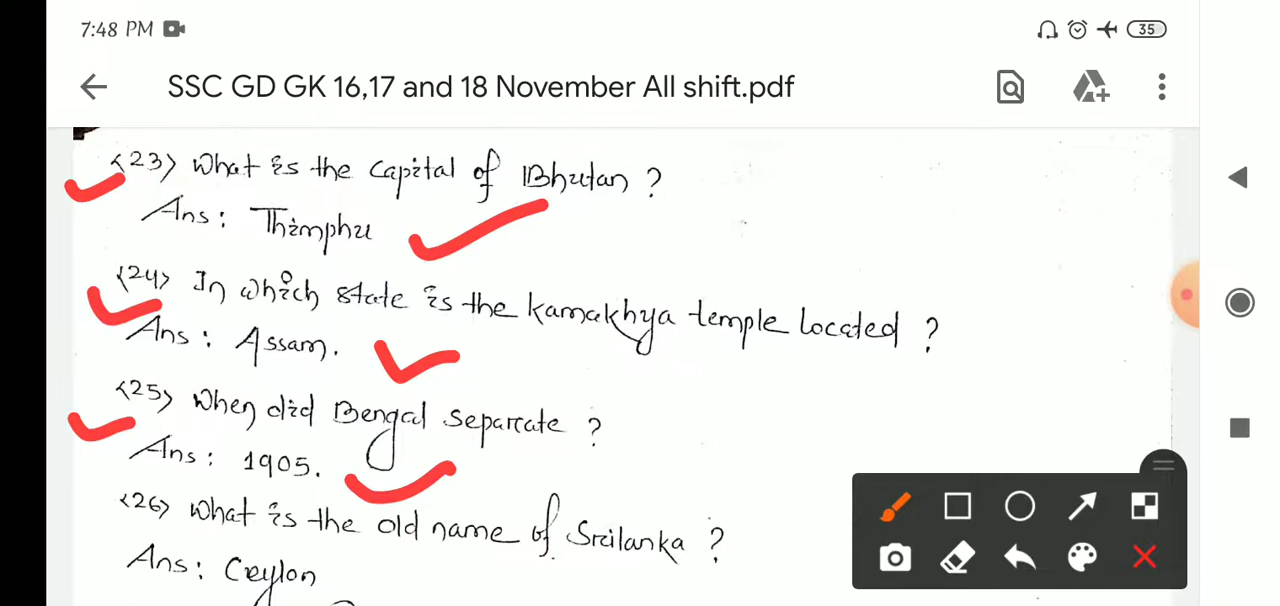 7:48 PM
35
SSC GD GK 16,17 and 18 November All shift.pdf
<23> What is the capital of Bhutan ?
Ans : Thimphu
<24> In which state is the kamakhya temple located ?
Ans : Assam.
<25> When did Bengal separate ?
Ans : 1905.
<26> What is the old name of Srilanka ?
Ans : Ceylon